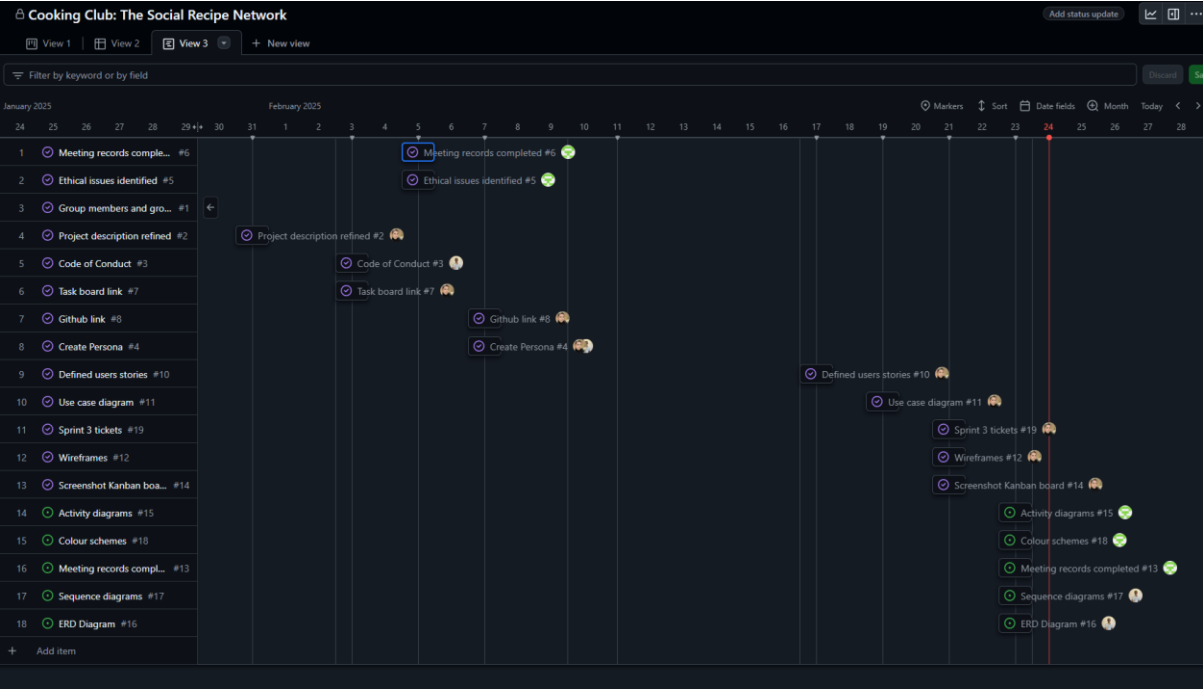 Cooking Club: The Social Recipe Network
Add status update
View 1 View 2 View 3 New view
Filter by keyword or by field
Discard
January 2025 February 2025 Markers Sort Date fields Month Today
24 25 26 27 28 29 30 31 1 2 3 4 5 6 7 8 9 10 11 12 13 14 15 16 17 18 19 20 21 22 23 24 25 26 27 28
1 Meeting records comple... #6 Meeting records completed #6
2 Ethical issues identified #5 Ethical issues identified #5
3 Group members and gro... #1
4 Project description refined #2 Project description refined #2
5 Code of Conduct #3 Code of Conduct #3
6 Task board link #7 Task board link #7
7 Github link #8 Github link #8
8 Create Persona #4 Create Persona #4
9 Defined users stories #10 Defined users stories #10
10 Use case diagram #11 Use case diagram #11
11 Sprint 3 tickets #19 Sprint 3 tickets #19
12 Wireframes #12 Wireframes #12
13 Screenshot Kanban boa... #14 Screenshot Kanban board #14
14 Activity diagrams #15 Activity diagrams #15
15 Colour schemes #18 Colour schemes #18
16 Meeting records compl... #13 Meeting records completed #13
17 Sequence diagrams #17 Sequence diagrams #17
18 ERD Diagram #16 ERD Diagram #16
Add item